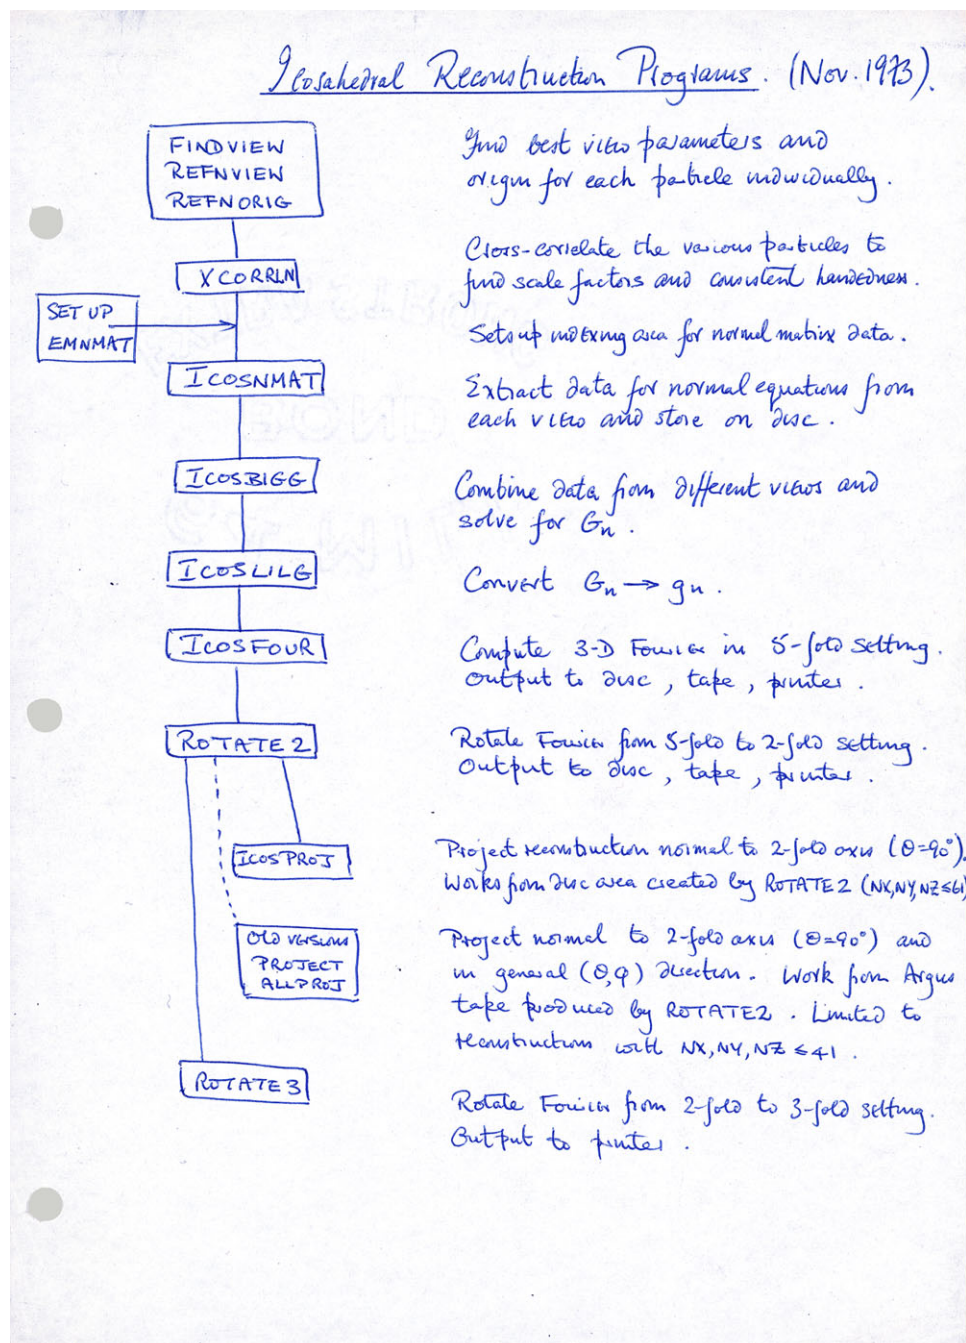 Icosahedral Reconstruction Programs. (Nov. 1973).
FINDVIEW
REFNVIEW
REFNORIG
Find best view parameters and
origin for each particle individually.
XCORRLN
Cross-correlate the various particles to
find scale factors and consistent handedness.
SET UP
EMNMAT
Sets up indexing area for normal matrix data.
ICOSNMAT
Extract data for normal equations from
each view and store on disc.
ICOSBIGG
Combine data from different views and
solve for Gn.
ICOSLILG
Convert Gn → gn.
ICOSFOUR
Compute 3-D Fourier in 5-fold setting.
Output to disc, tape, printer.
ROTATE2
Rotate Fourier from 5-fold to 2-fold setting.
Output to disc, tape, printer.
ICOSPROJ
Project reconstruction normal to 2-fold axis (θ=90°).
Works from disc area created by ROTATE2 (NX,NY,NZ≤61)
OLD VERSIONS
PROJECT
ALLPROJ
Project normal to 2-fold axis (θ=90°) and
in general (θ,φ) direction. Work from Argus
tape produced by ROTATE2. Limited to
reconstructions with NX,NY,NZ ≤41.
ROTATE3
Rotate Fourier from 2-fold to 3-fold setting.
Output to printer.